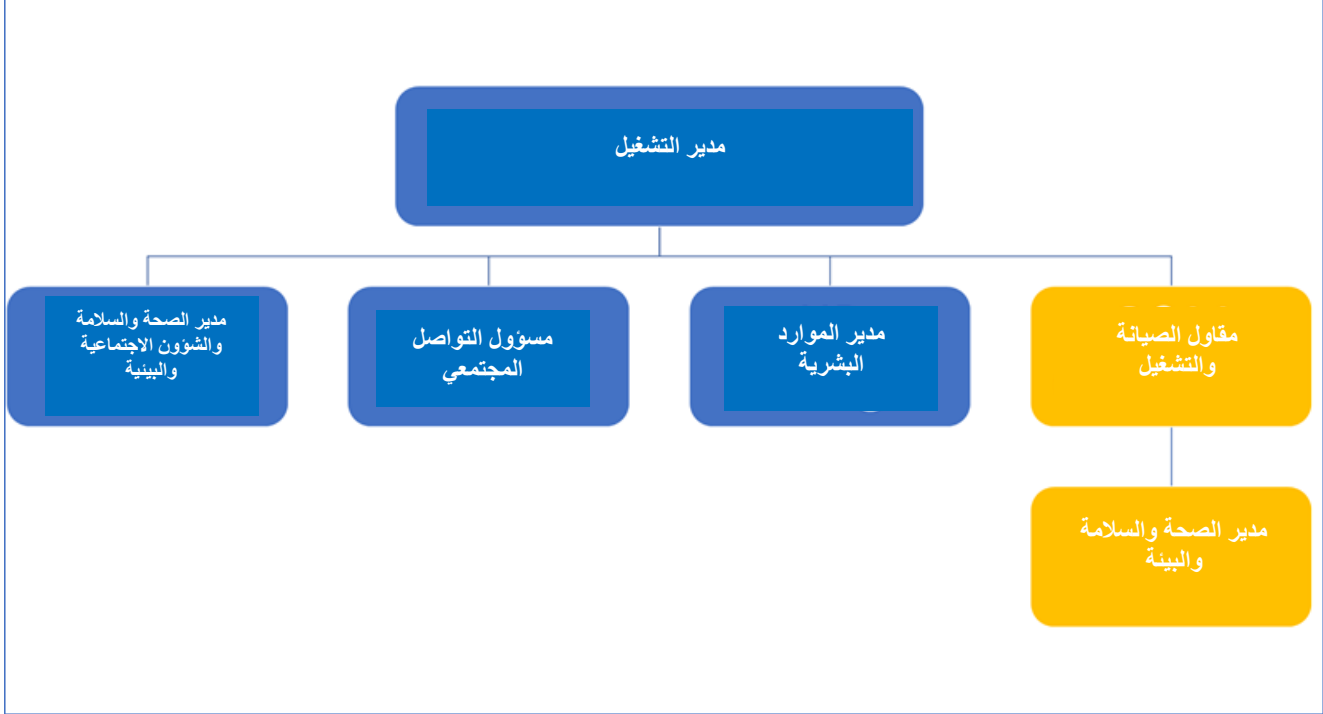 مدير التشغيل
مقاول الصيانة
والتشغيل
مدير الموارد
البشرية
مسؤول التواصل
المجتمعي
مدير الصحة والسلامة
والشؤون الاجتماعية
والبيئية
مدير الصحة والسلامة
والبيئة